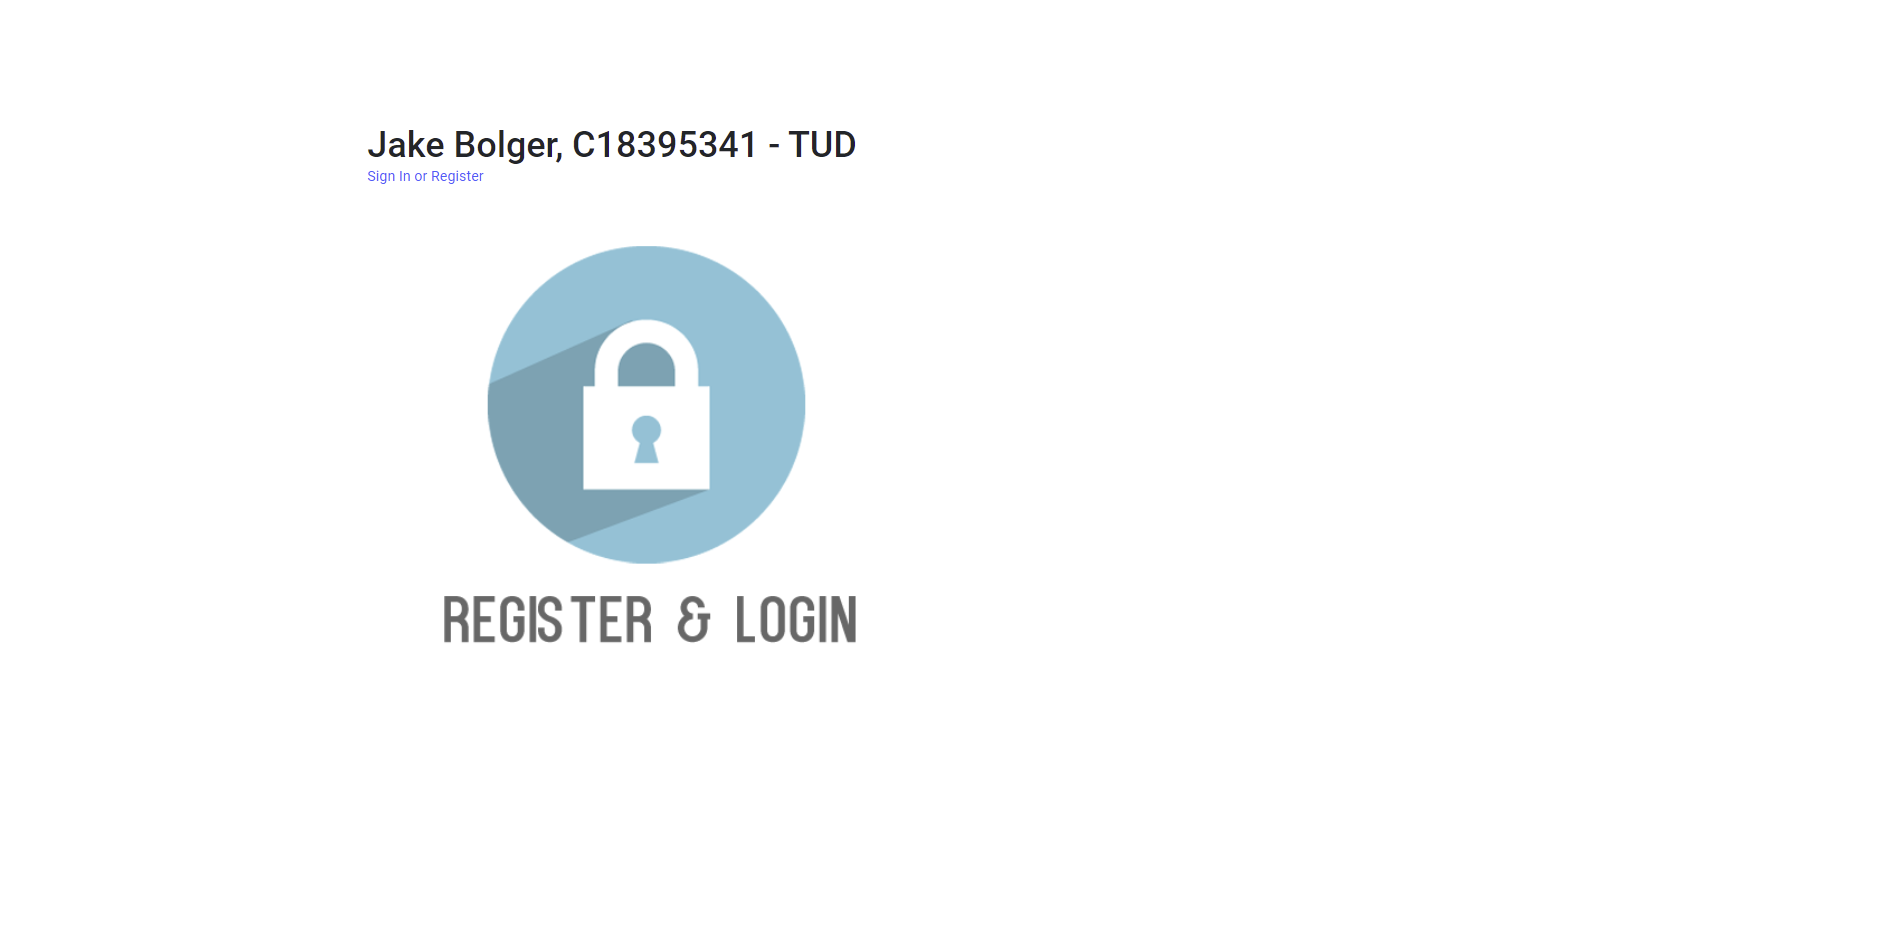 Jake Bolger, C18395341 - TUD
Sign In or Register
REGISTER & LOGIN